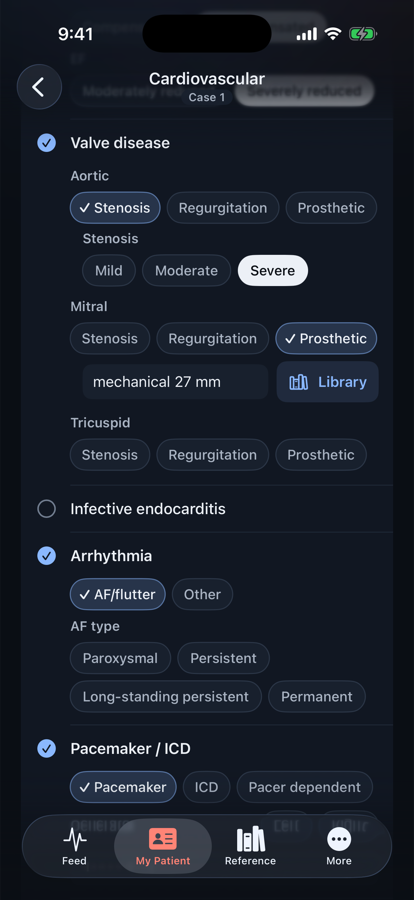 9:41
Cardiovascular
Case 1
Severely reduced
Valve disease
Aortic
Stenosis Regurgitation Prosthetic
Stenosis
Mild Moderate Severe
Mitral
Stenosis Regurgitation Prosthetic
mechanical 27 mm Library
Tricuspid
Stenosis Regurgitation Prosthetic
Infective endocarditis
Arrhythmia
AF/flutter Other
AF type
Paroxysmal Persistent
Long-standing persistent Permanent
Pacemaker / ICD
Pacemaker ICD Pacer dependent
Feed My Patient Reference More